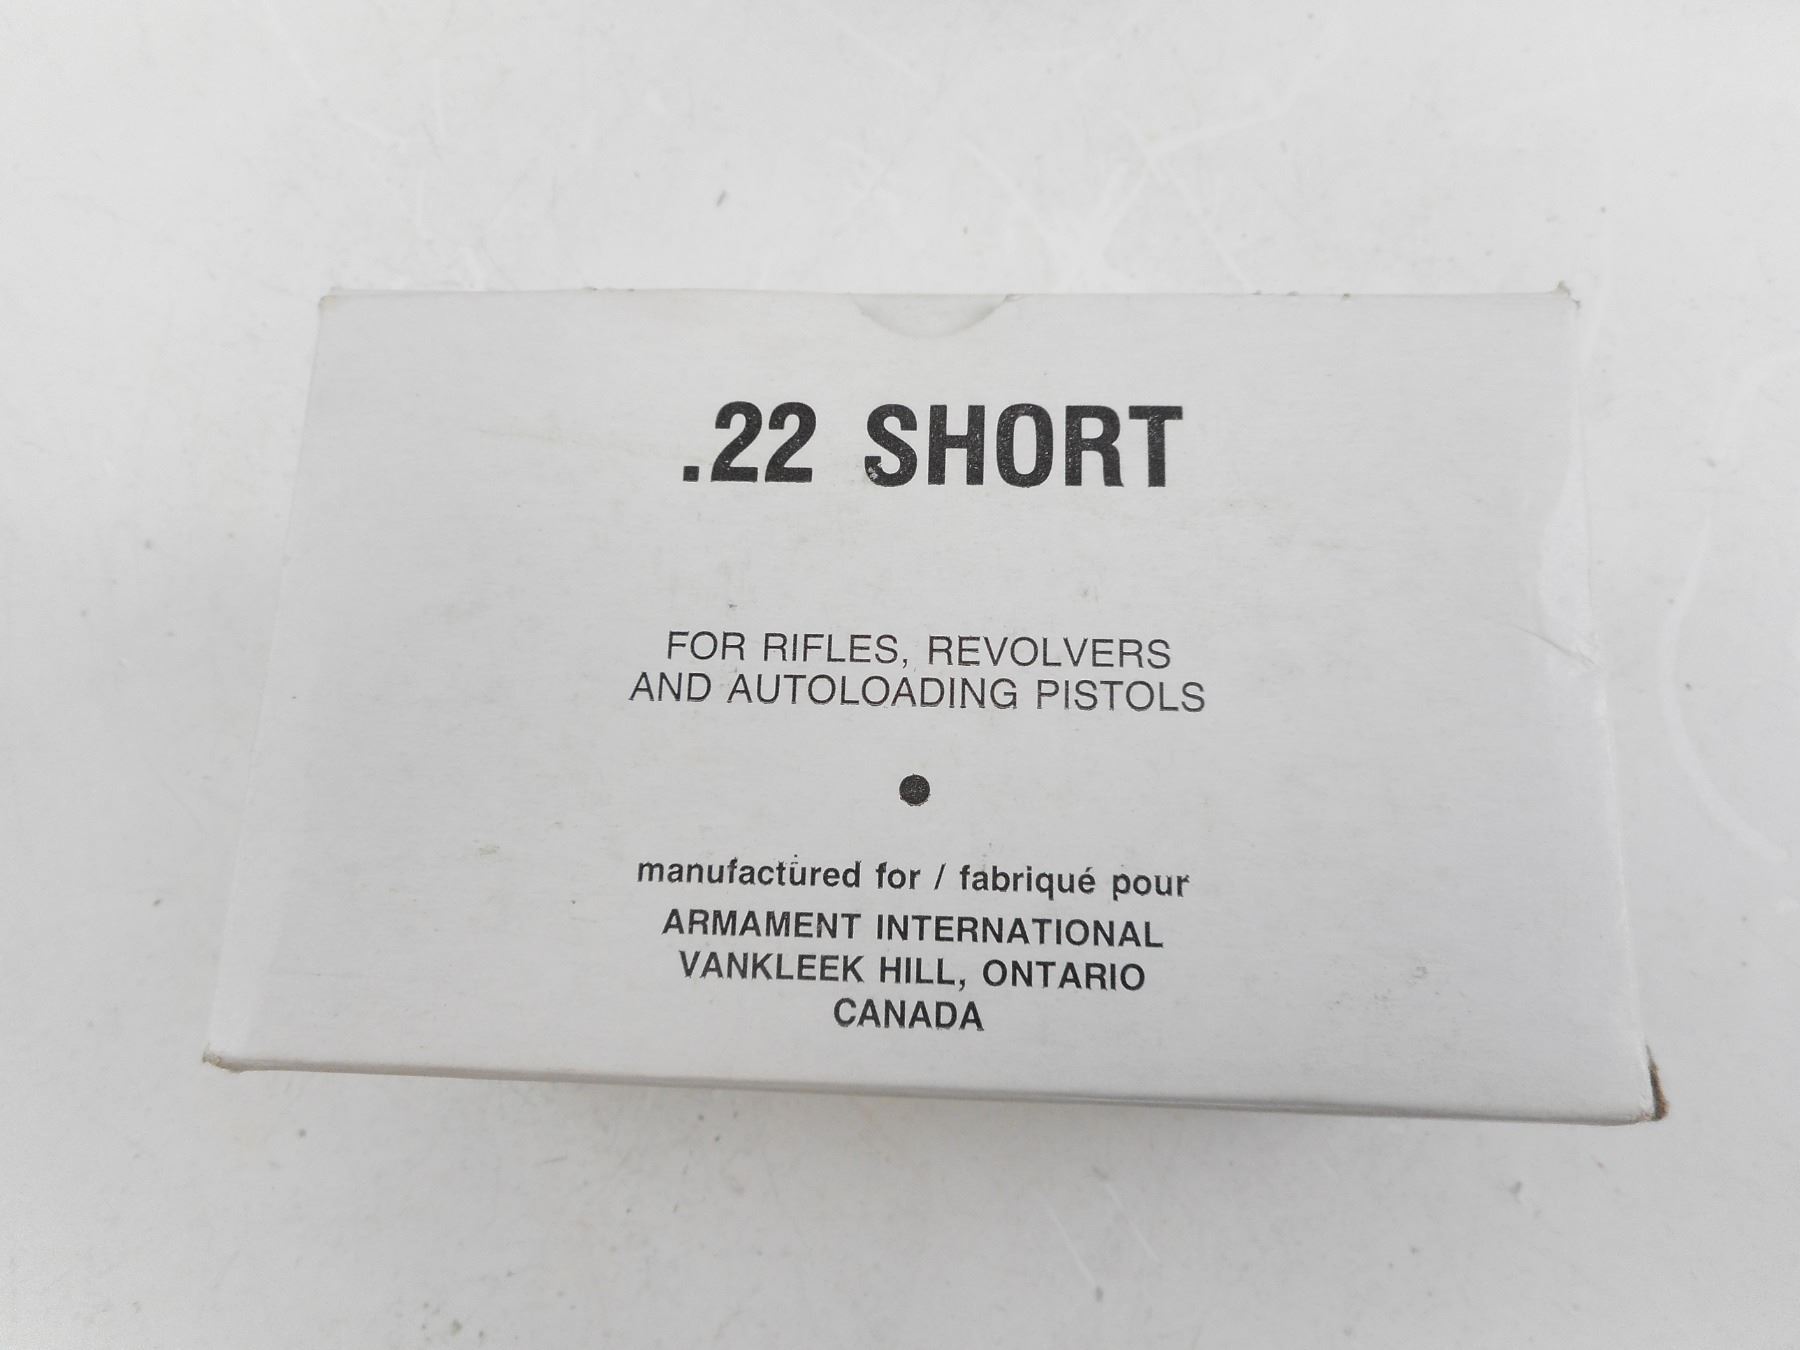 .22 SHORT
FOR RIFLES, REVOLVERS
AND AUTOLOADING PISTOLS
manufactured for / fabriqué pour
ARMAMENT INTERNATIONAL
VANKLEEK HILL, ONTARIO
CANADA